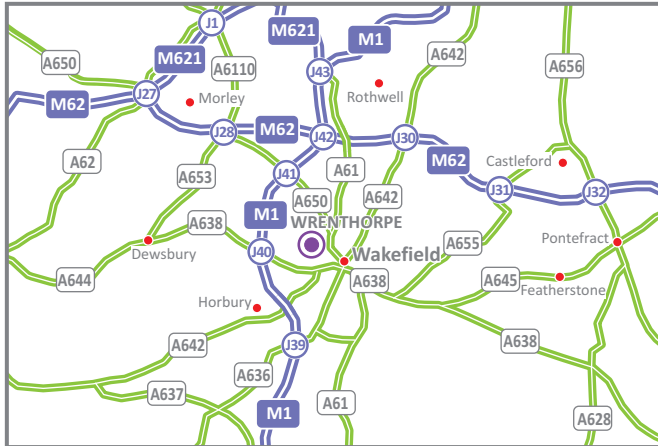 J1
M621
M1
A650
M621
A642
A6110
J43
A656
J27
Morley
Rothwell
M62
J28
M62
J42
J30
A62
A653
J41
A61
M62
Castleford
J31
J32
A650
A642
M1
WRENTHORPE
A638
Dewsbury
J40
Wakefield
A655
Pontefract
A644
A638
A645
Featherstone
Horbury
A642
J39
A638
A636
A637
M1
A61
A628